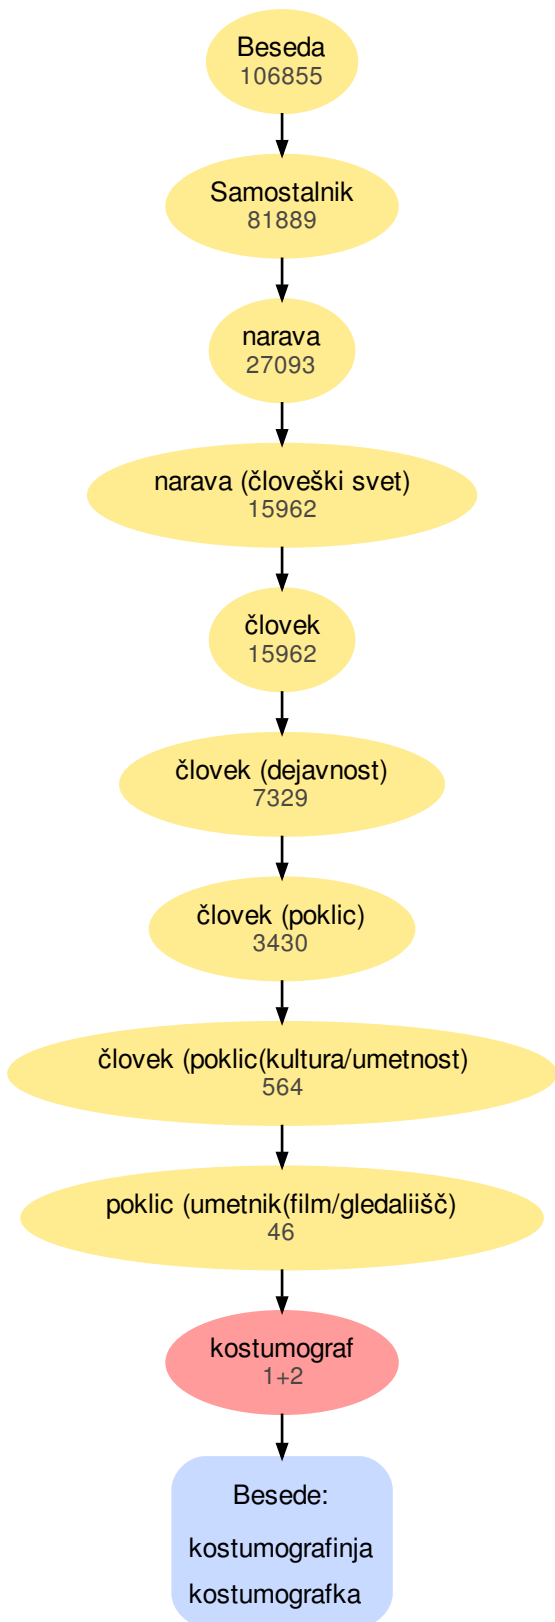 Beseda
106855
Samostalnik
81889
narava
27093
narava (človeški svet)
15962
človek
15962
človek (dejavnost)
7329
človek (poklic)
3430
človek (poklic(kultura/umetnost)
564
poklic (umetnik(film/gledaliišč)
46
kostumograf
1+2
Besede:
kostumografinja
kostumografka